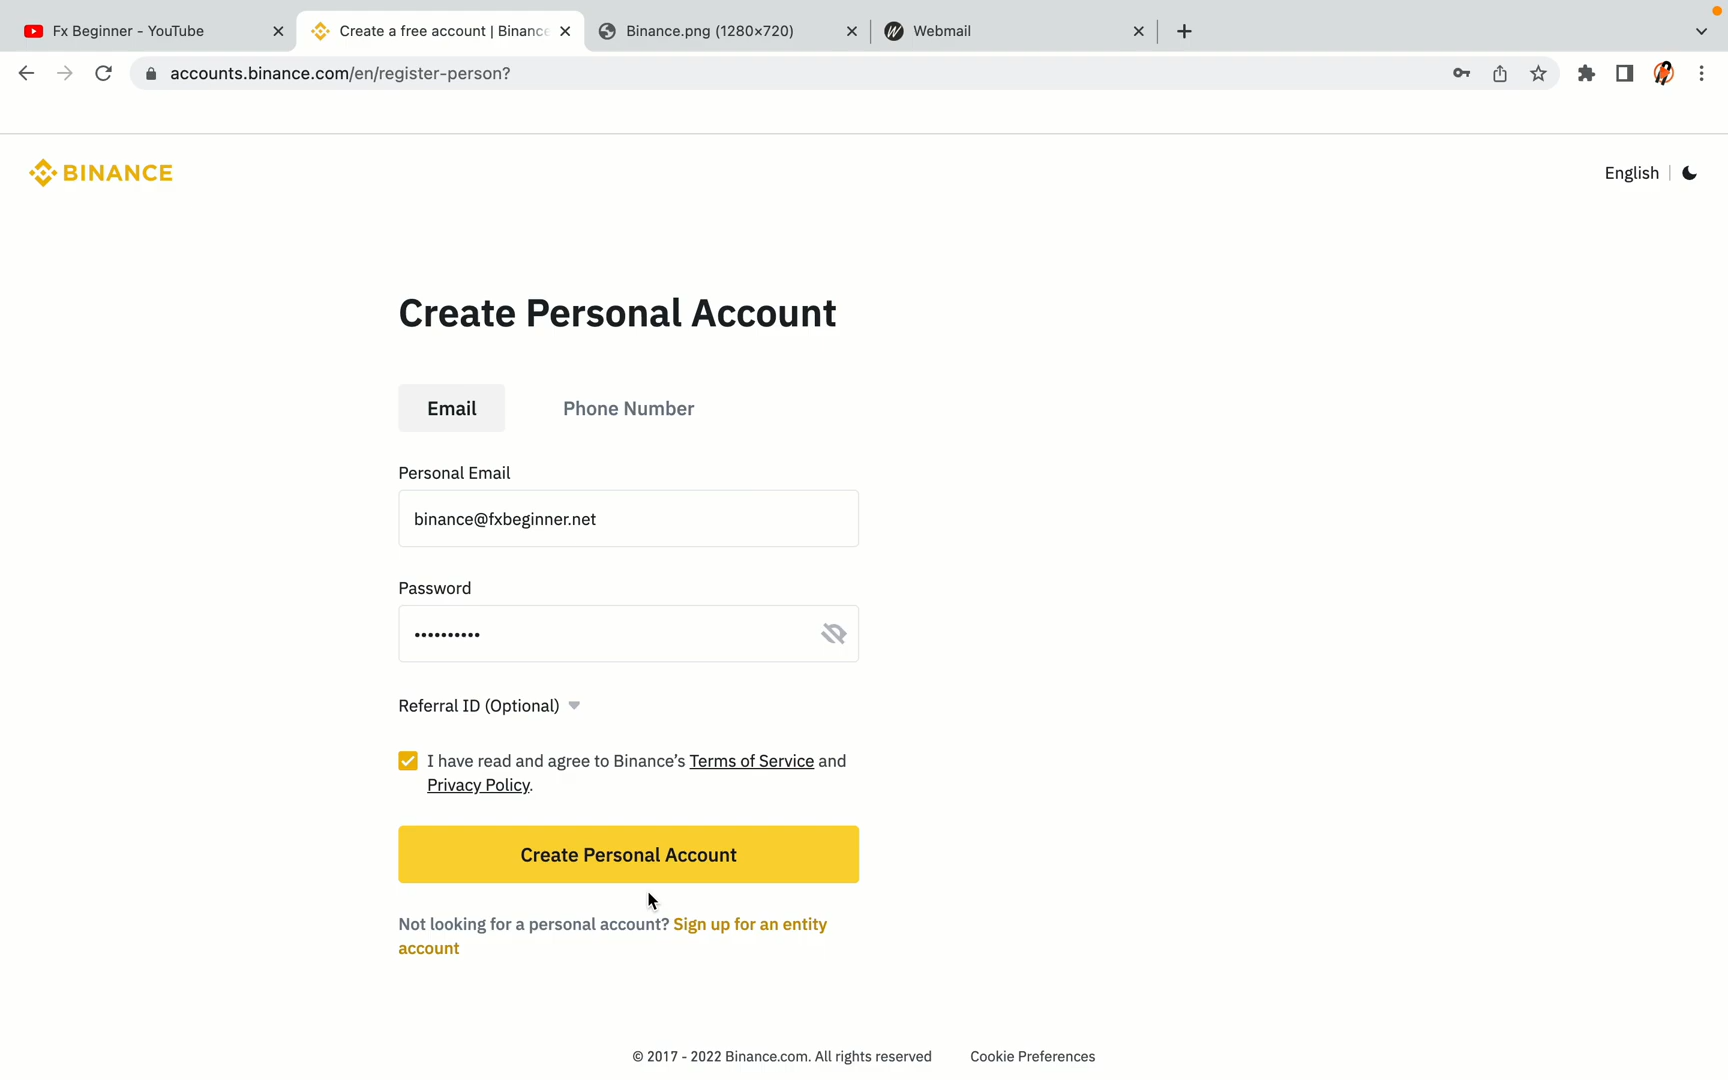 Fx Beginner - YouTube
Create a free account | Binance
Binance.png (1280×720)
Webmail
accounts.binance.com/en/register-person?
BINANCE
English
Create Personal Account
Email
Phone Number
Personal Email
binance@fxbeginner.net
Password
••••••••••
Referral ID (Optional)
I have read and agree to Binance’s Terms of Service and
Privacy Policy.
Create Personal Account
Not looking for a personal account? Sign up for an entity
account
© 2017 - 2022 Binance.com. All rights reserved
Cookie Preferences